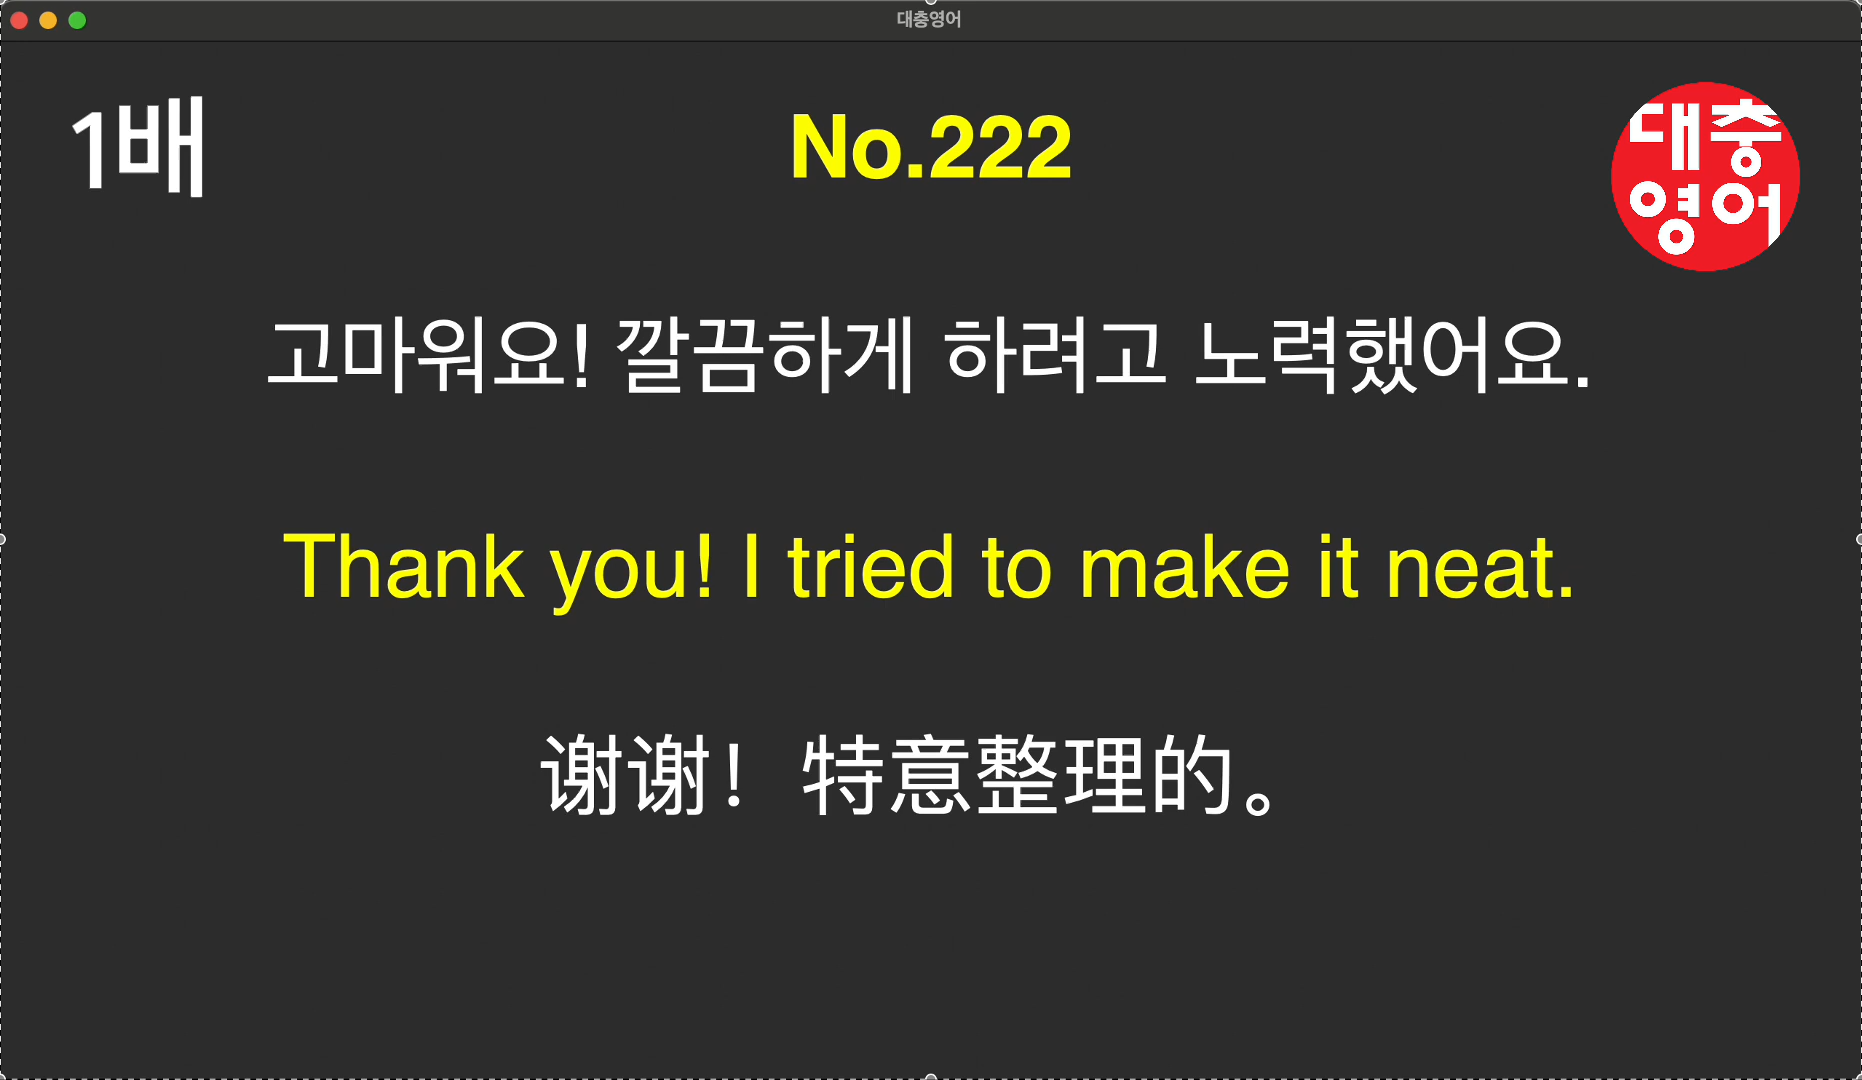 대충영어
1배
No.222
대충
영어
고마워요! 깔끔하게 하려고 노력했어요.
Thank you! I tried to make it neat.
谢谢！特意整理的。